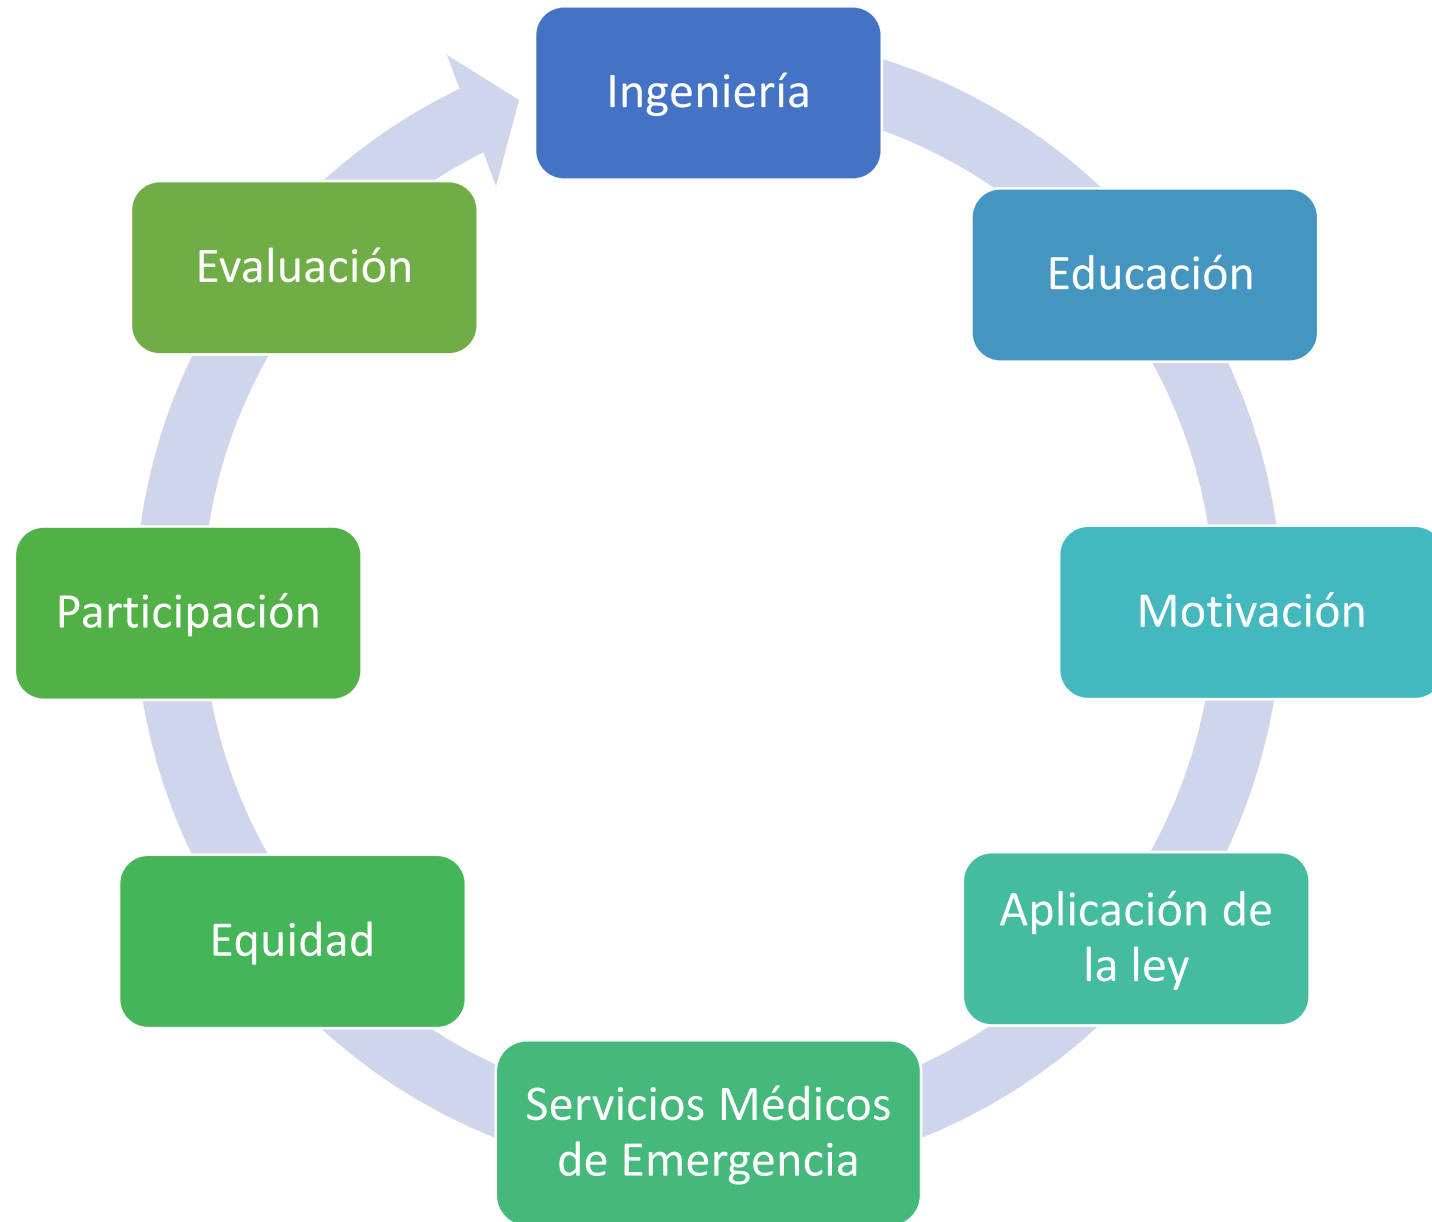 Ingeniería
Educación
Motivación
Aplicación de
la ley
Servicios Médicos
de Emergencia
Equidad
Participación
Evaluación